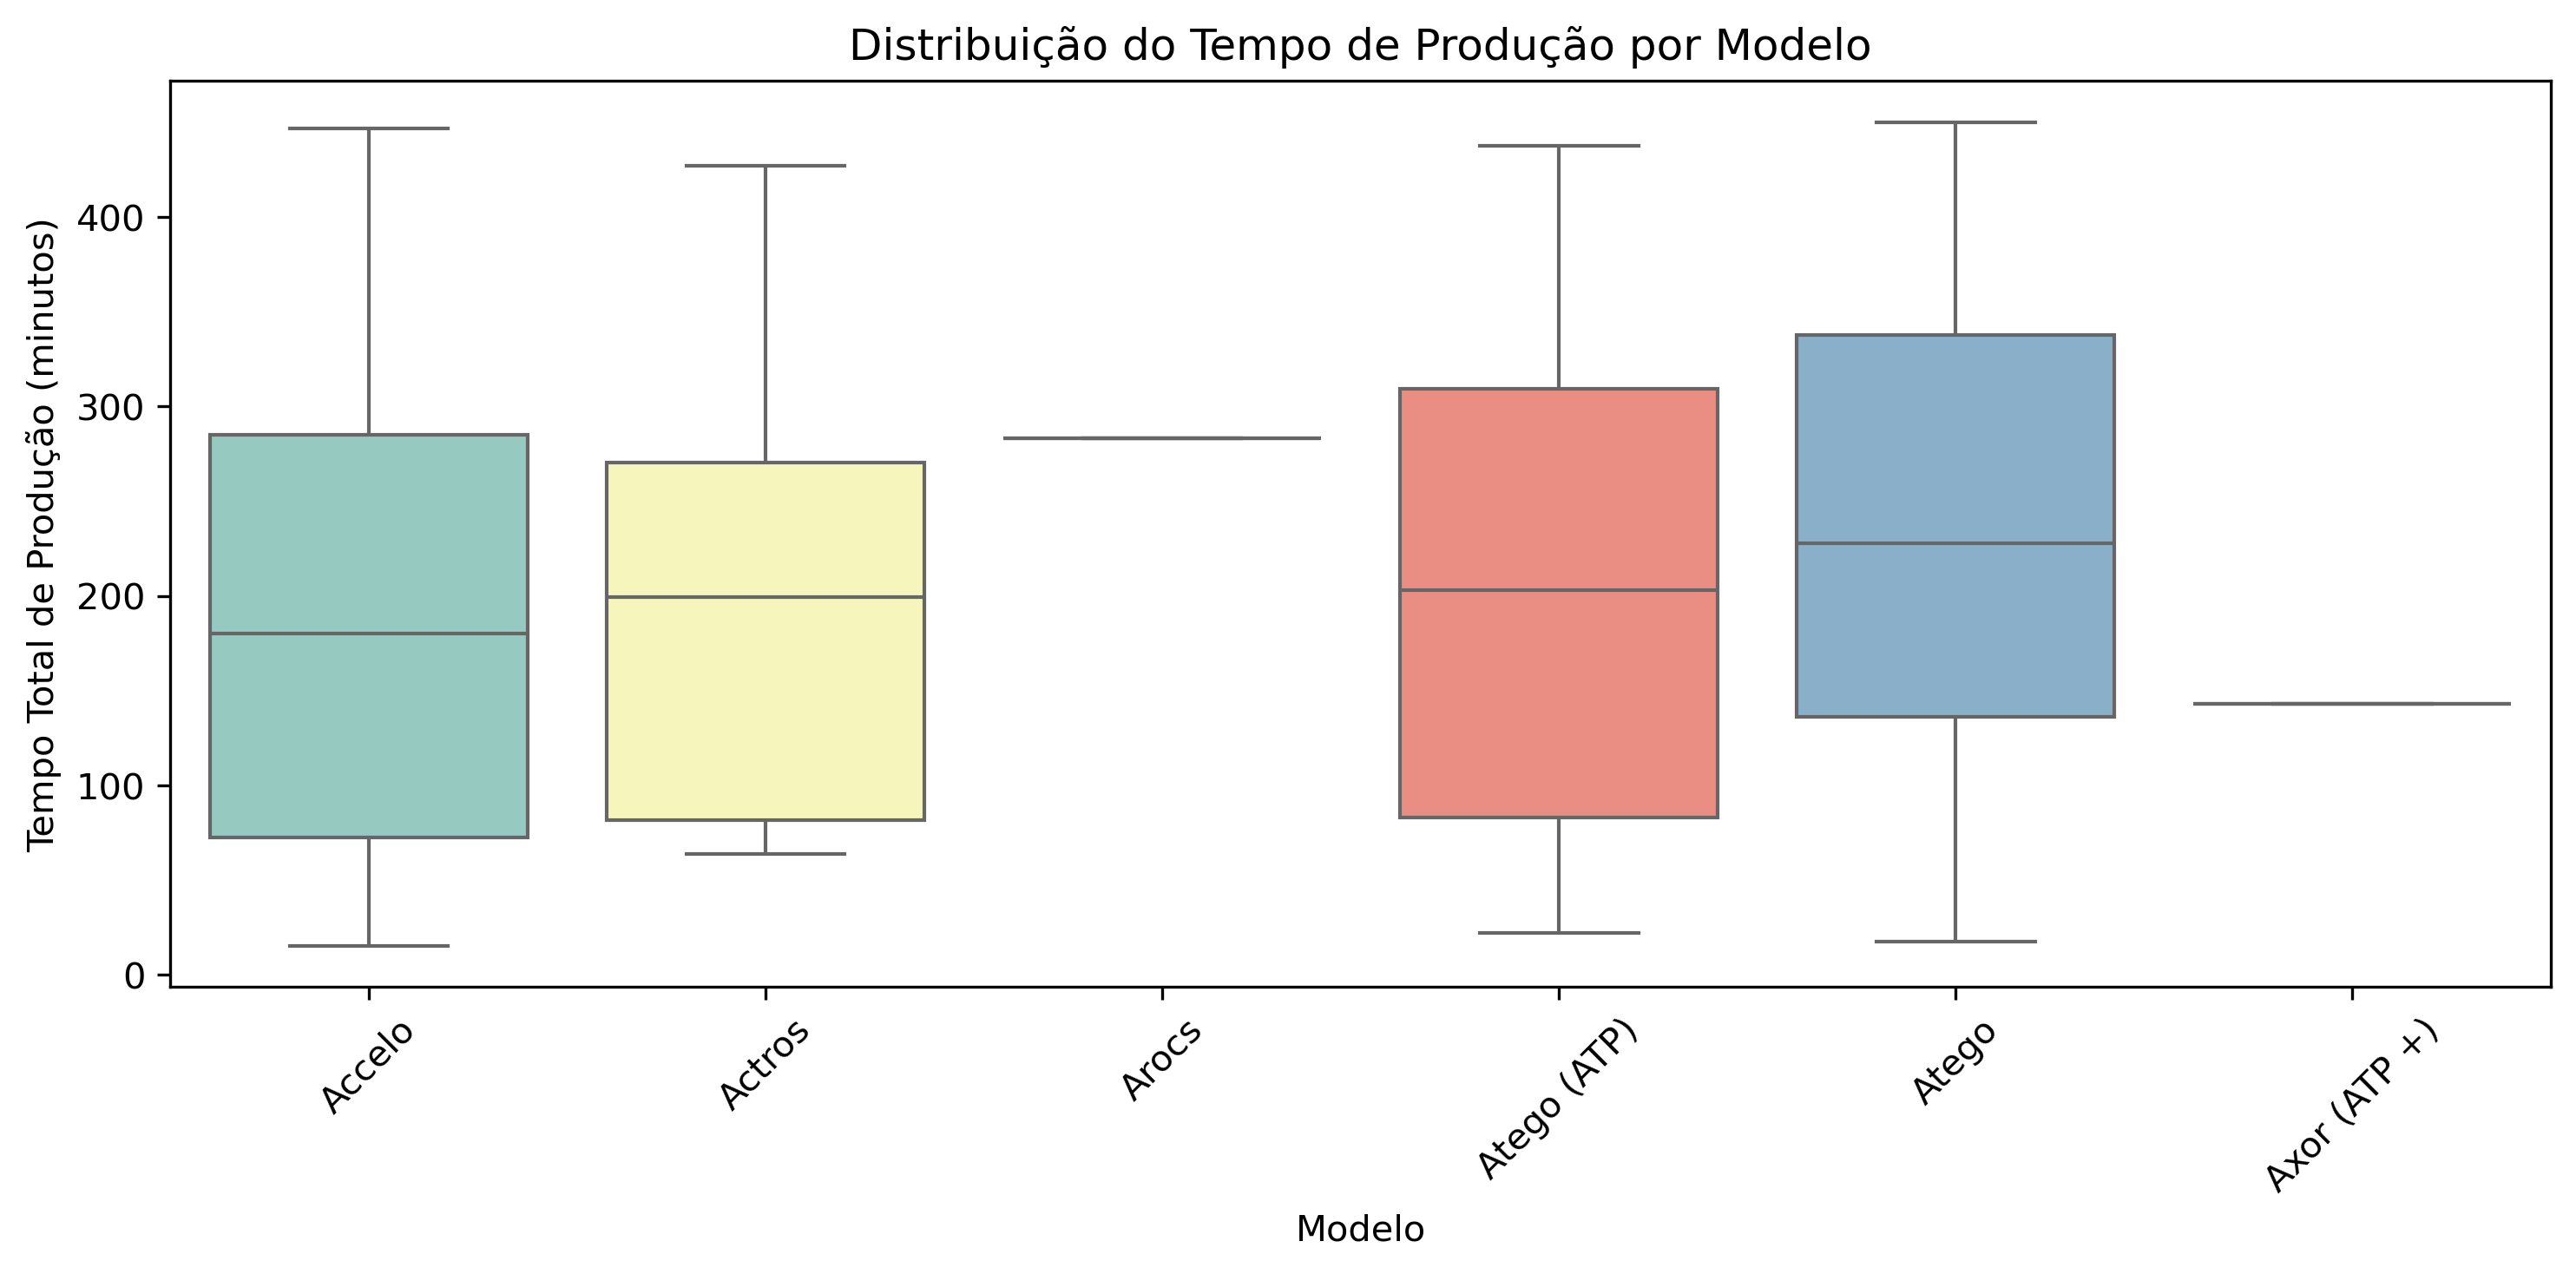 Distribuição do Tempo de Produção por Modelo
Tempo Total de Produção (minutos)
400
300
200
100
0
Accelo
Actros
Arocs
Atego (ATP)
Atego
Axor (ATP +)
Modelo